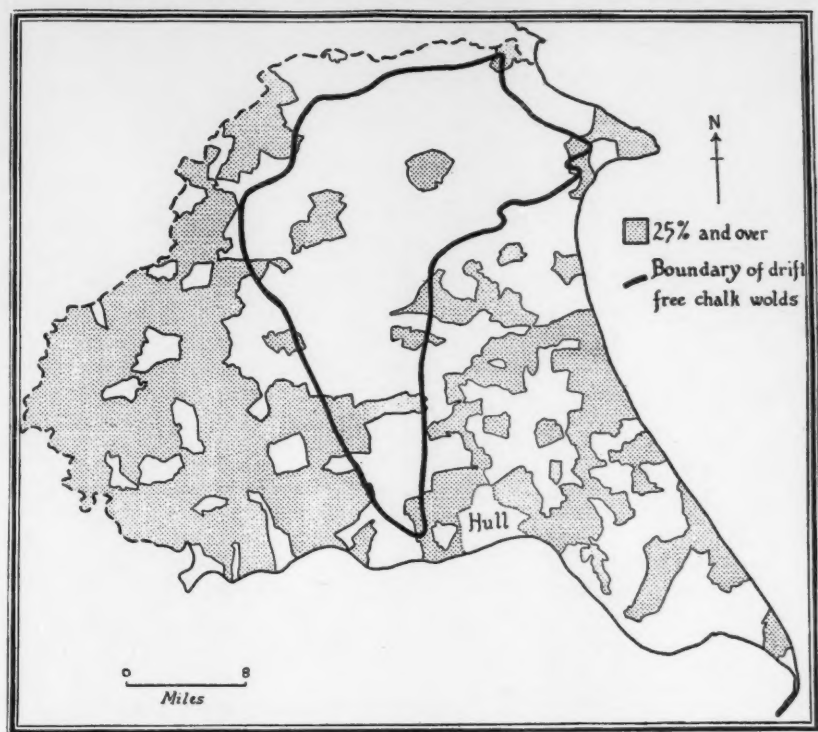 N
25% and over
Boundary of drift
free chalk wolds
Hull
0 8
Miles